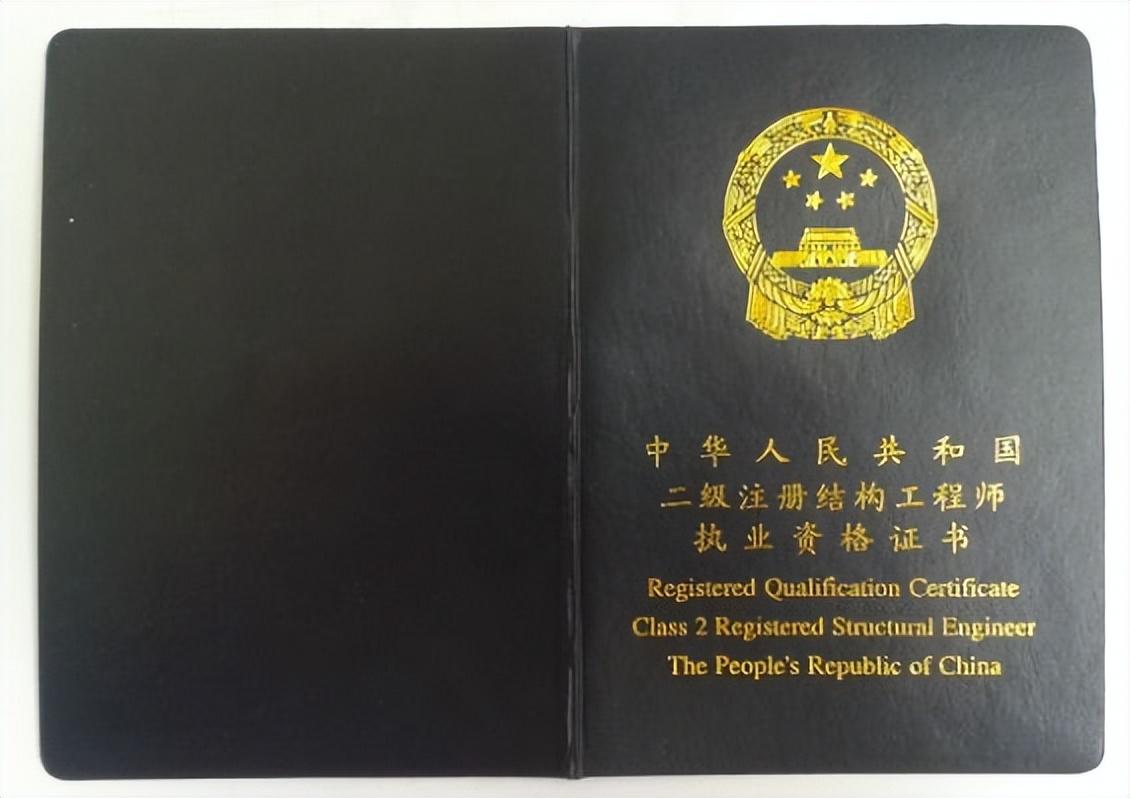 中华人民共和国
二级注册结构工程师
执业资格证书
Registered Qualification Certificate
Class 2 Registered Structural Engineer
The People's Republic of China